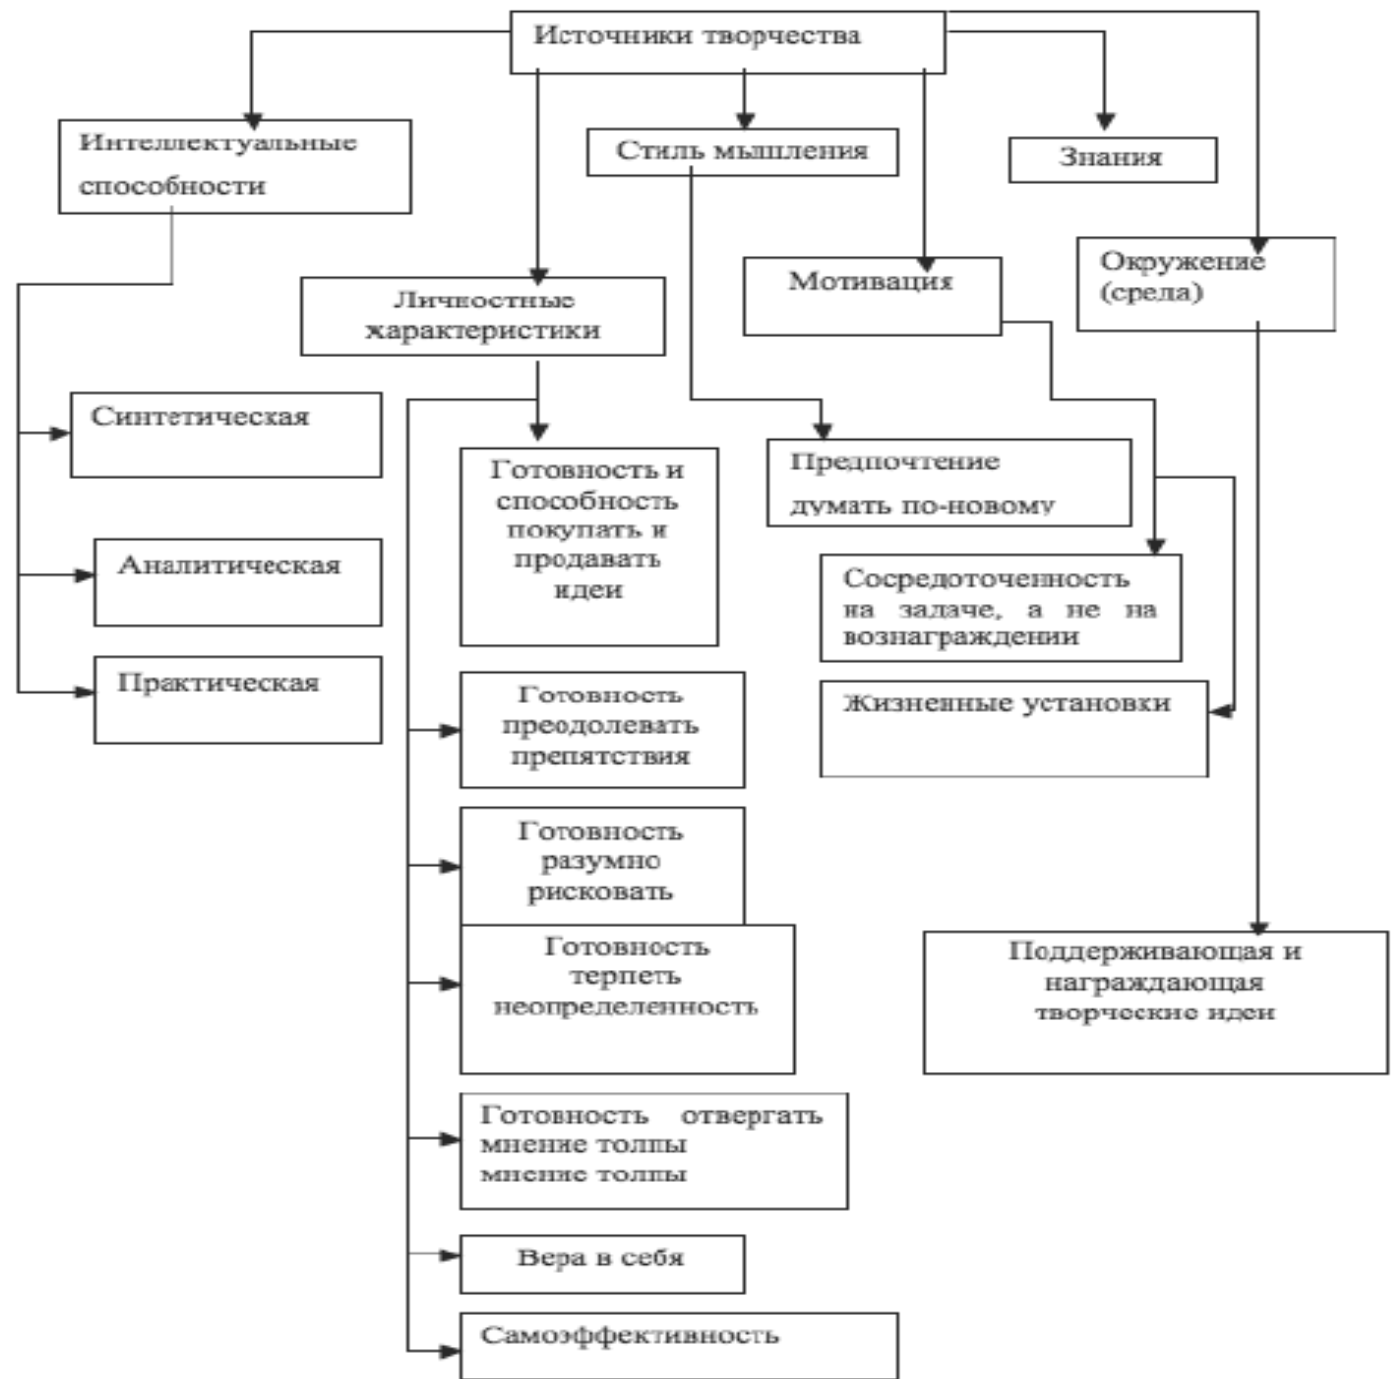 Источники творчества
Интеллектуальные
способности
Стиль мышления
Знания
Личностные
характеристики
Мотивация
Окружение
(среда)
Синтетическая
Аналитическая
Практическая
Готовность и
способность
покупать и
продавать
идеи
Предпочтение
думать по-новому
Сосредоточенность
на задаче, а не на
вознаграждении
Жизненные установки
Готовность
преодолевать
препятствия
Готовность
разумно
рисковать
Готовность
терпеть
неопределенность
Поддерживающая и
награждающая
творческие идеи
Готовность отвергать
мнение толпы
мнение толпы
Вера в себя
Самоэффективность